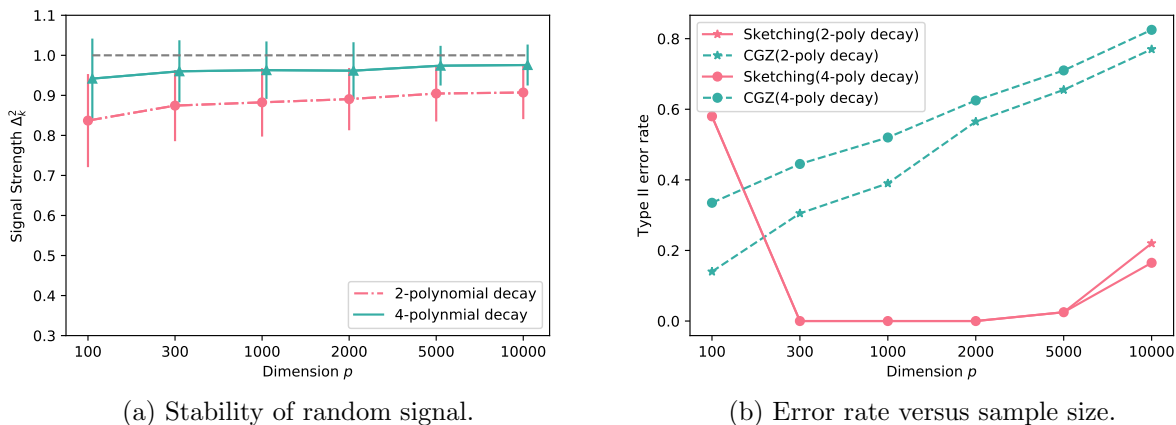 1.1
1.0
0.9
0.8
0.7
0.6
0.5
0.4
0.3
Signal Strength Δ²ₖ
2-polynomial decay
4-polynmial decay
100 300 1000 2000 5000 10000
Dimension p
(a) Stability of random signal.
0.8
0.6
0.4
0.2
0.0
Type II error rate
Sketching(2-poly decay)
CGZ(2-poly decay)
Sketching(4-poly decay)
CGZ(4-poly decay)
100 300 1000 2000 5000 10000
Dimension p
(b) Error rate versus sample size.